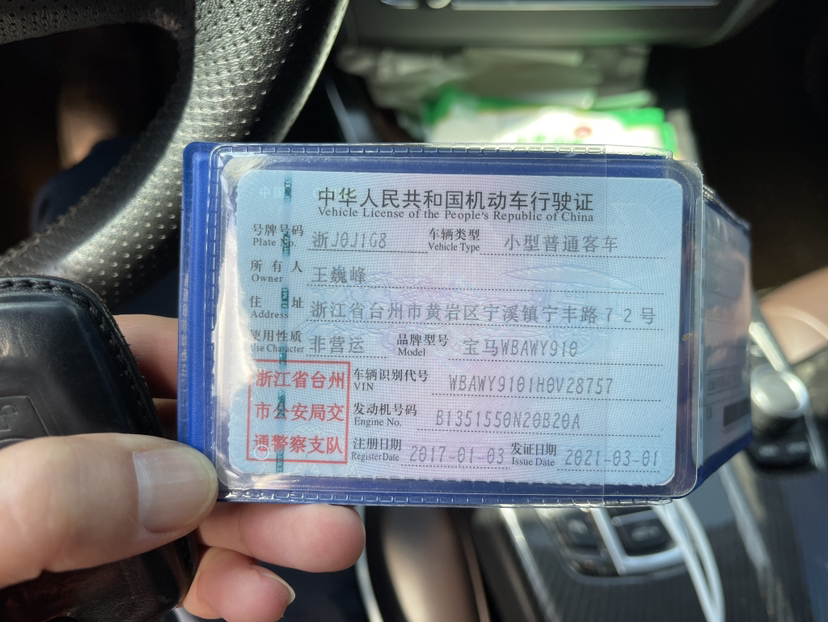 中华人民共和国机动车行驶证
Vehicle License of the People's Republic of China
号牌号码 浙J0J1G8 车辆类型 小型普通客车
Plate No. Vehicle Type
所有人 王巍峰
Owner
住址 浙江省台州市黄岩区宁溪镇宁丰路72号
Address
使用性质 非营运 品牌型号 宝马WBAWY910
Use Character Model
浙江省台州
市公安局交
通警察支队
车辆识别代号 WBAWY9101H0V28757
VIN
发动机号码 B1351550N20B20A
Engine No.
注册日期 2017-01-03 发证日期 2021-03-01
Register Date Issue Date